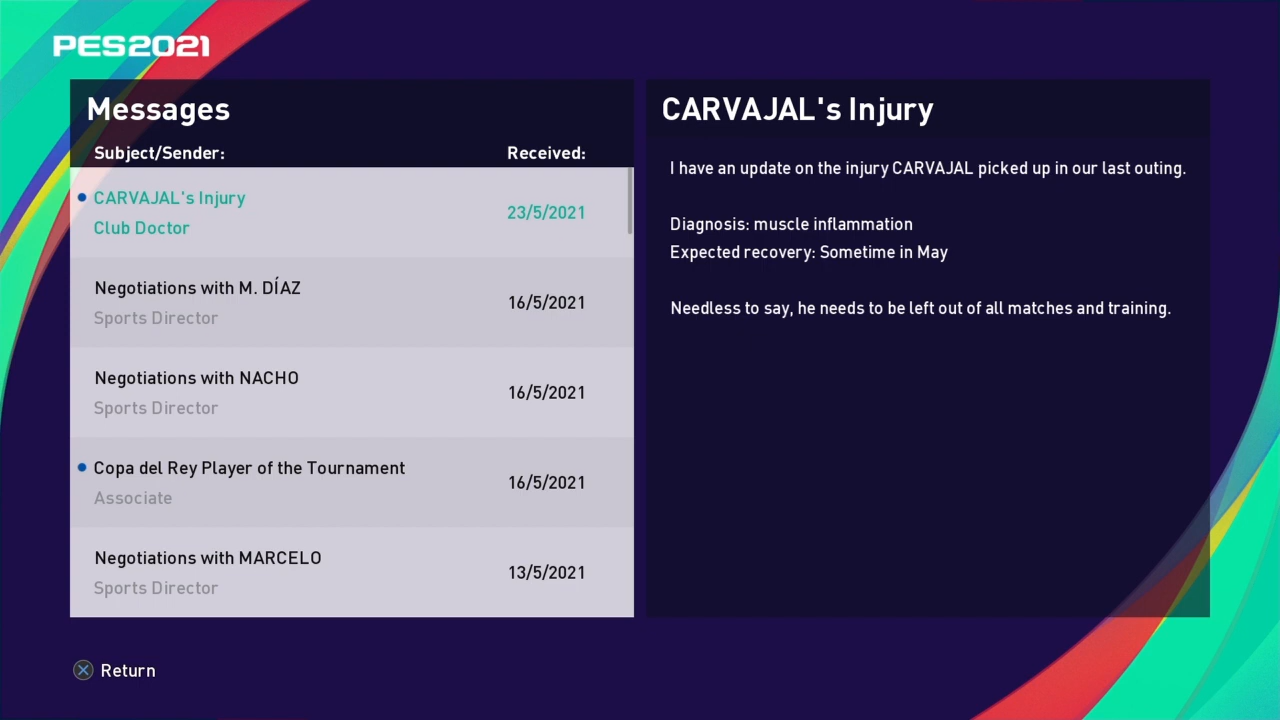 PES2021
Messages
Subject/Sender:
Received:
CARVAJAL's Injury
Club Doctor
23/5/2021
Negotiations with M. DÍAZ
Sports Director
16/5/2021
Negotiations with NACHO
Sports Director
16/5/2021
Copa del Rey Player of the Tournament
Associate
16/5/2021
Negotiations with MARCELO
Sports Director
13/5/2021
CARVAJAL's Injury
I have an update on the injury CARVAJAL picked up in our last outing.
Diagnosis: muscle inflammation
Expected recovery: Sometime in May
Needless to say, he needs to be left out of all matches and training.
Return